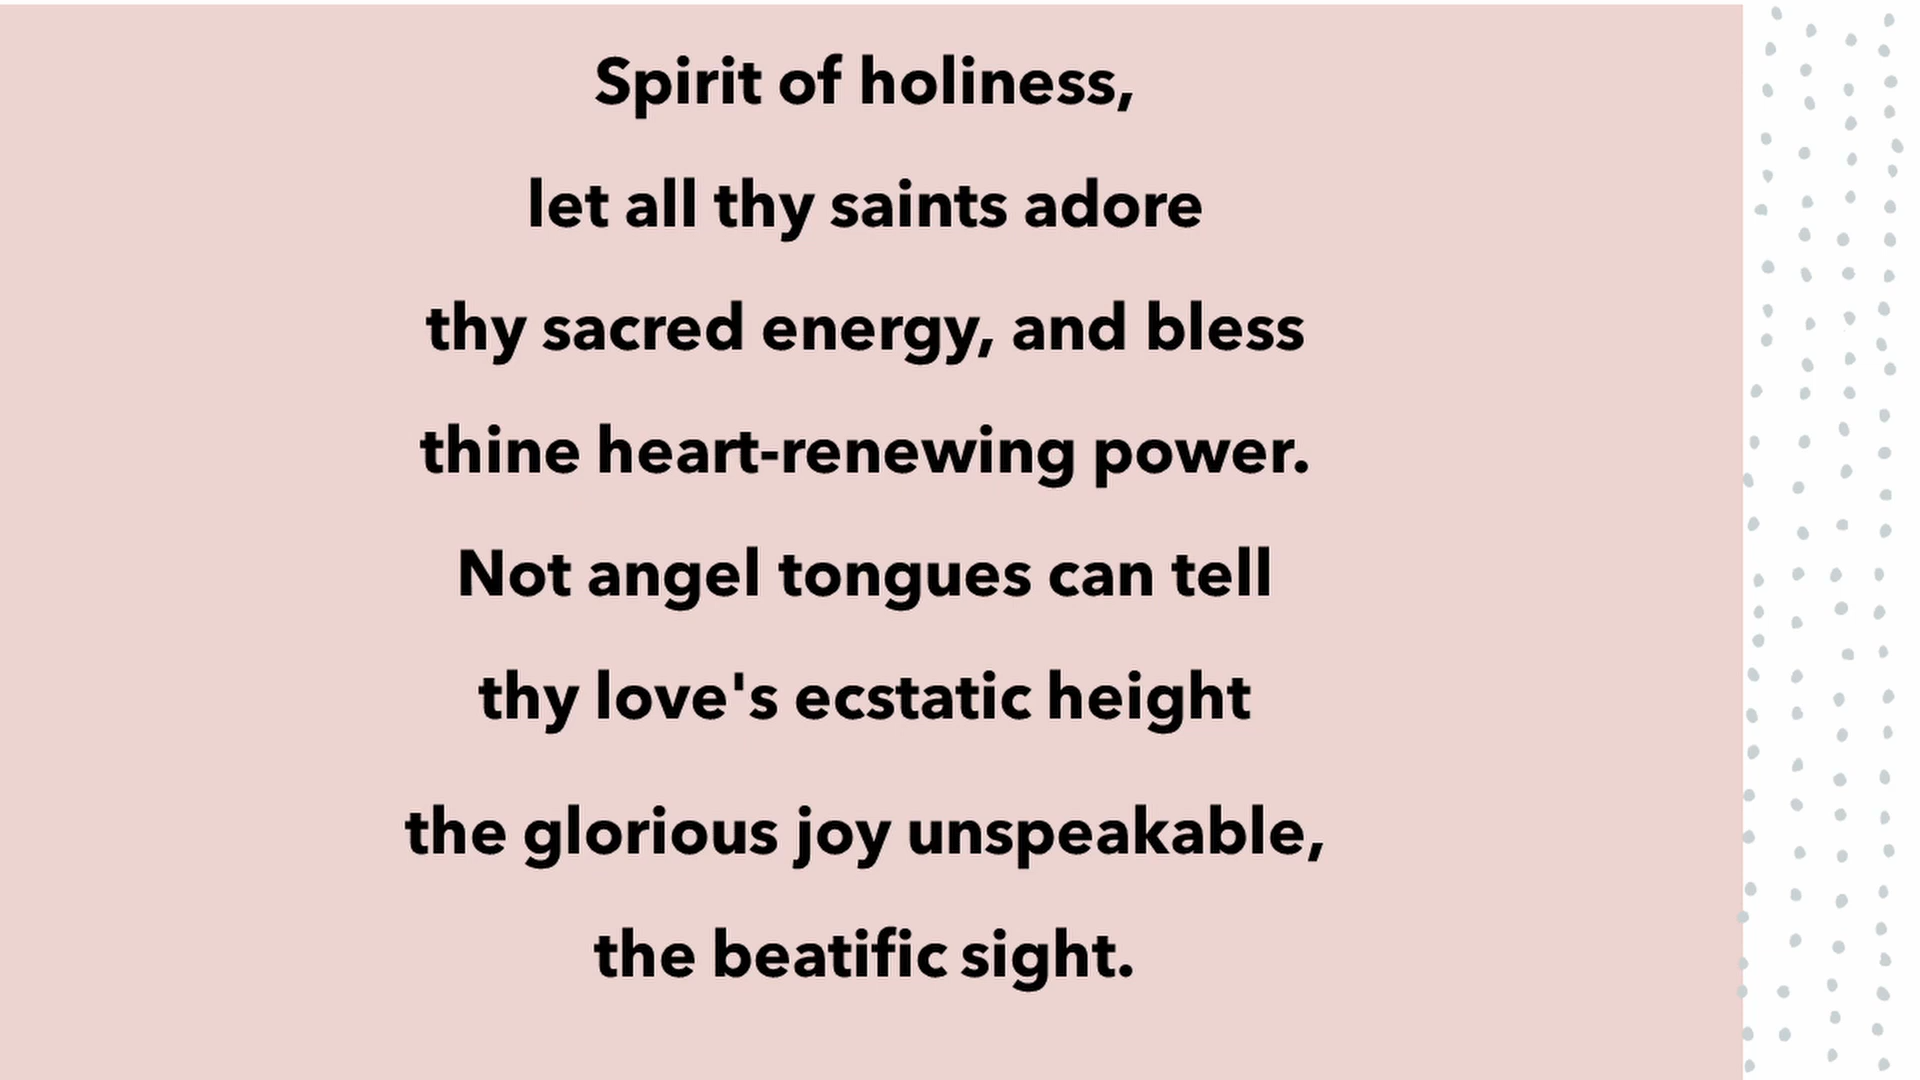 Spirit of holiness,
let all thy saints adore
thy sacred energy, and bless
thine heart-renewing power.
Not angel tongues can tell
thy love's ecstatic height
the glorious joy unspeakable,
the beatific sight.